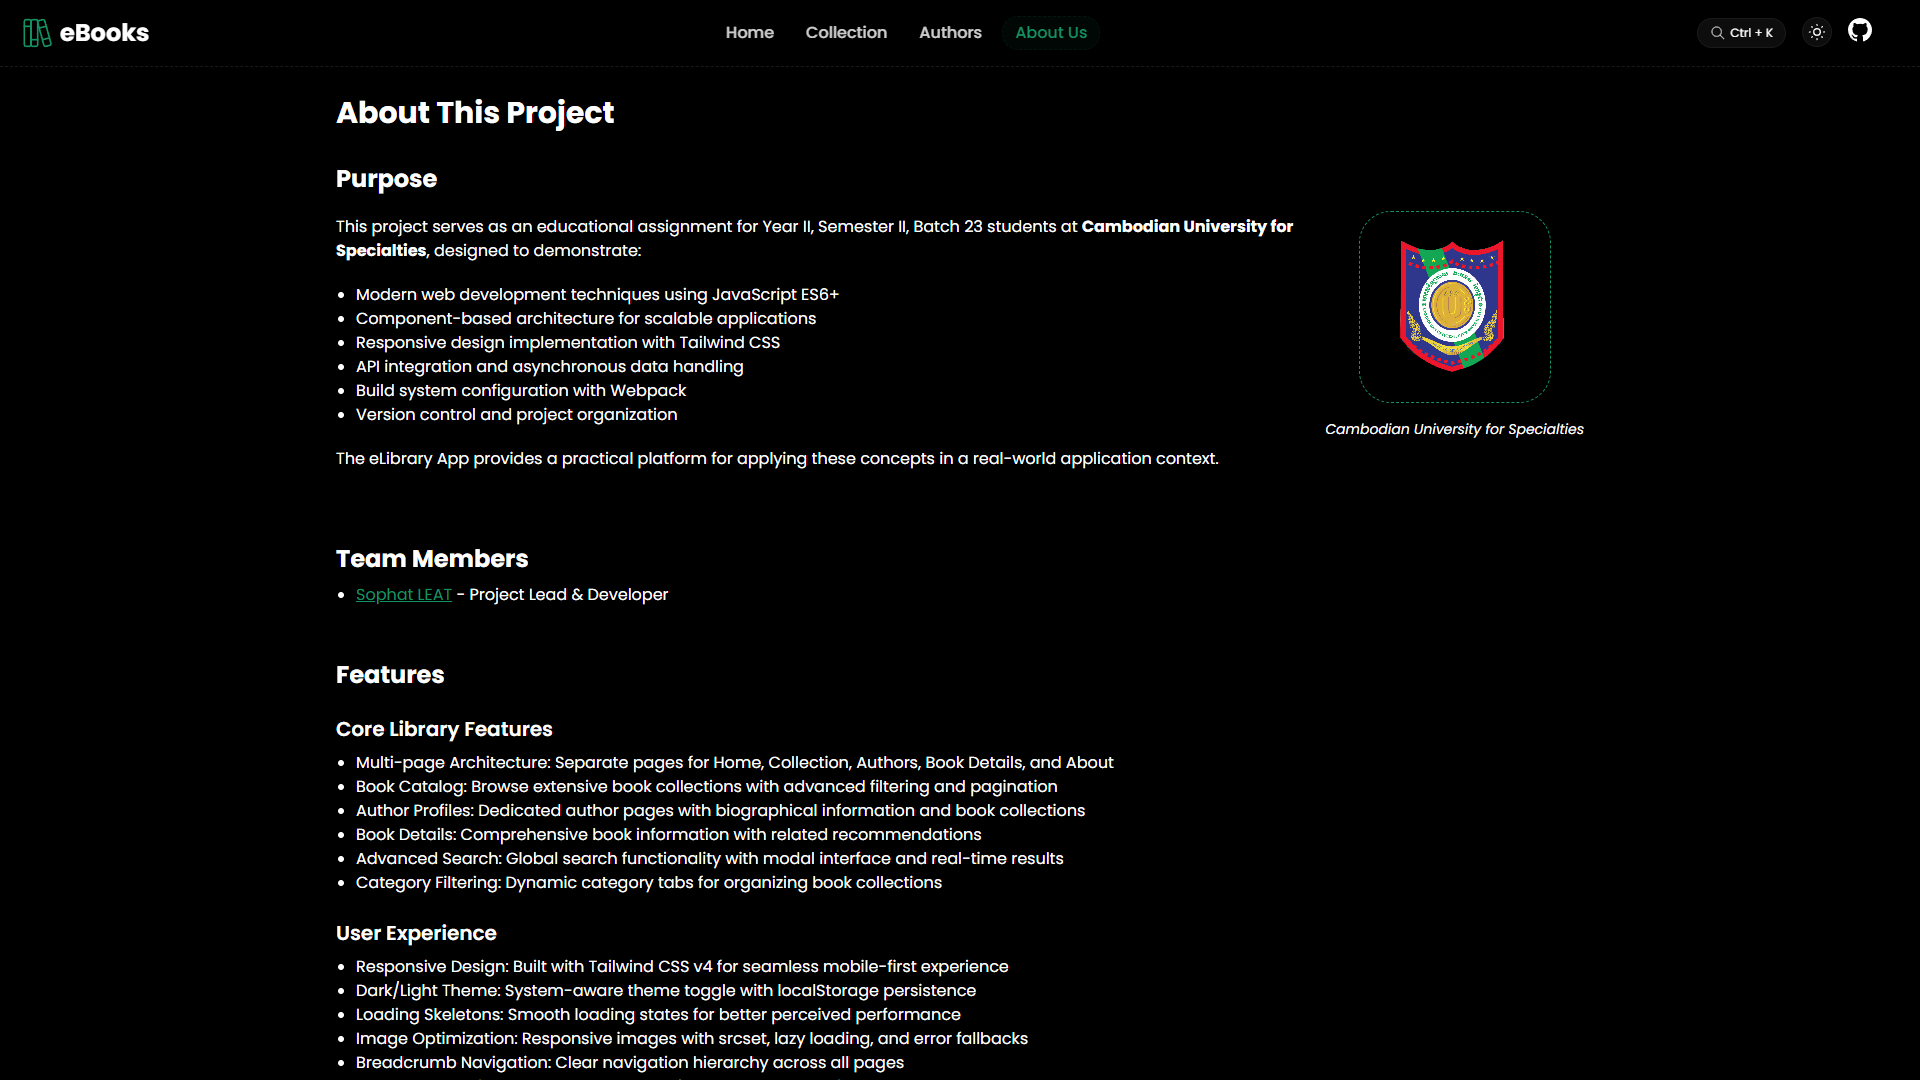 eBooks
Home
Collection
Authors
About Us
Ctrl + K
About This Project
Purpose
This project serves as an educational assignment for Year II, Semester II, Batch 23 students at Cambodian University for
Specialties, designed to demonstrate:
Modern web development techniques using JavaScript ES6+
Component-based architecture for scalable applications
Responsive design implementation with Tailwind CSS
API integration and asynchronous data handling
Build system configuration with Webpack
Version control and project organization
The eLibrary App provides a practical platform for applying these concepts in a real-world application context.
Cambodian University for Specialties
Team Members
Sophat LEAT - Project Lead & Developer
Features
Core Library Features
Multi-page Architecture: Separate pages for Home, Collection, Authors, Book Details, and About
Book Catalog: Browse extensive book collections with advanced filtering and pagination
Author Profiles: Dedicated author pages with biographical information and book collections
Book Details: Comprehensive book information with related recommendations
Advanced Search: Global search functionality with modal interface and real-time results
Category Filtering: Dynamic category tabs for organizing book collections
User Experience
Responsive Design: Built with Tailwind CSS v4 for seamless mobile-first experience
Dark/Light Theme: System-aware theme toggle with localStorage persistence
Loading Skeletons: Smooth loading states for better perceived performance
Image Optimization: Responsive images with srcset, lazy loading, and error fallbacks
Breadcrumb Navigation: Clear navigation hierarchy across all pages